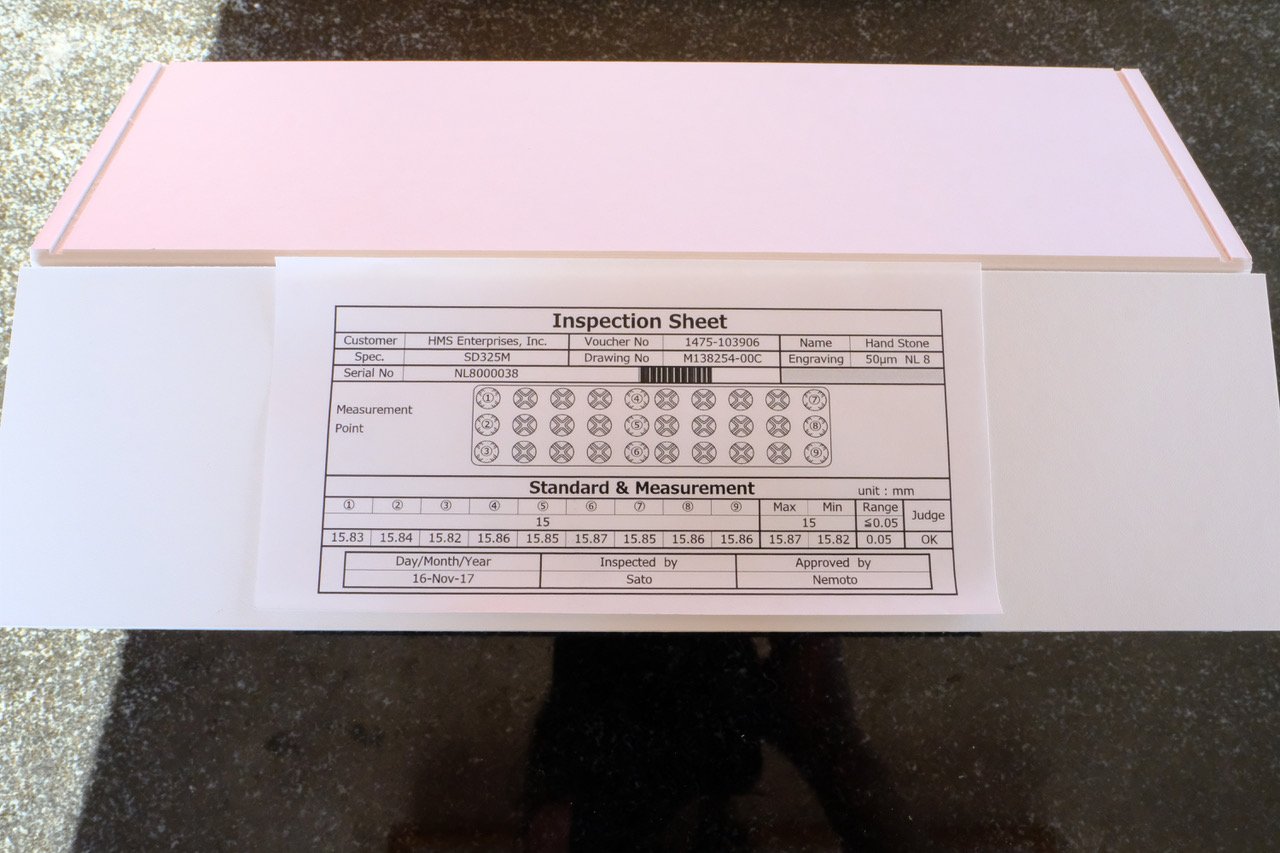 Inspection Sheet
Customer HMS Enterprises, Inc. Voucher No 1475-103906 Name Hand Stone
Spec. SD325M Drawing No M138254-00C Engraving 50μm NL 8
Serial No NL8000038
① ④ ⑦
Measurement
② ⑤ ⑧
Point
③ ⑥ ⑨
Standard & Measurement unit : mm
① ② ③ ④ ⑤ ⑥ ⑦ ⑧ ⑨ Max Min Range Judge
15 15 ≦0.05
15.83 15.84 15.82 15.86 15.85 15.87 15.85 15.86 15.86 15.87 15.82 0.05 OK
Day/Month/Year Inspected by Approved by
16-Nov-17 Sato Nemoto